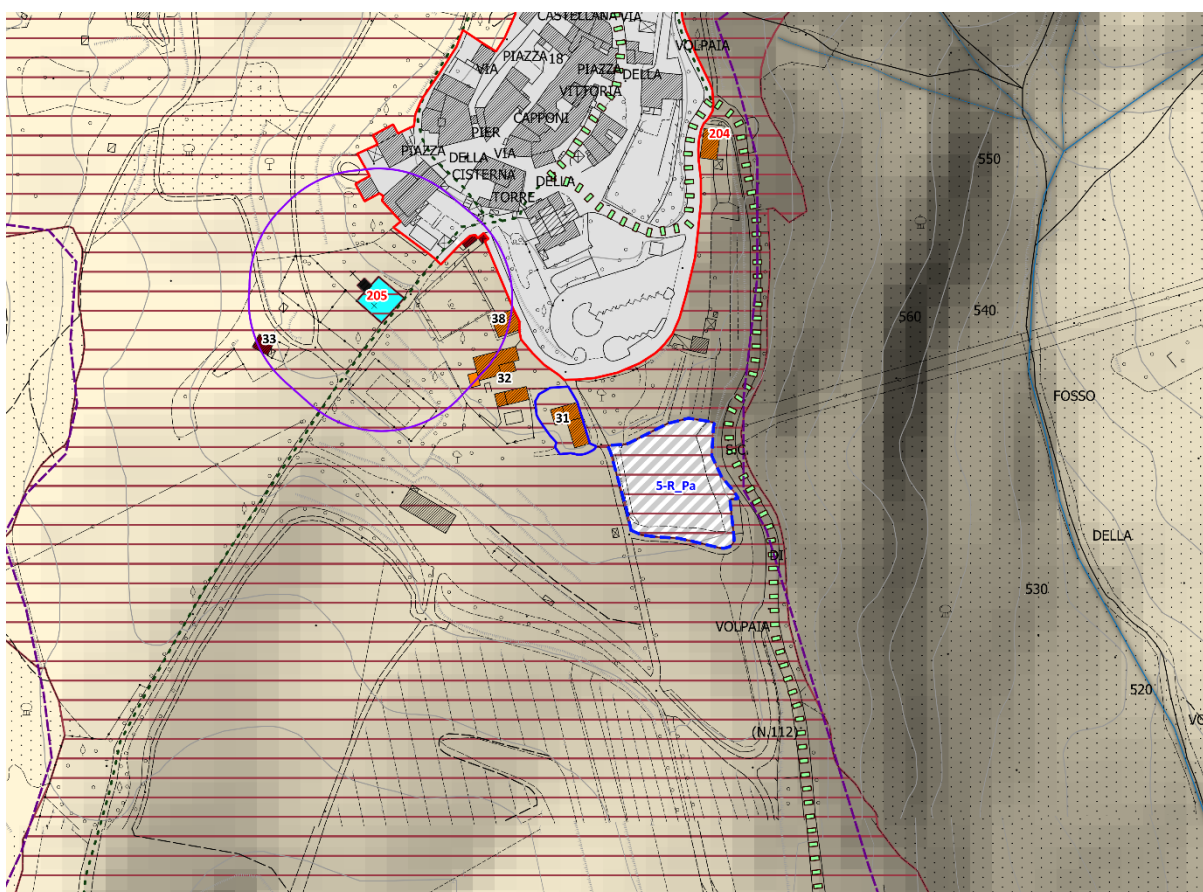 CASTELLANA VIA
VOLPAIA
PIAZZA 18
VIA
PIAZZA
DELLA
VITTORIA
CAPPONI
PIER
204
PIAZZA
DELLA
VIA
550
CISTERNA
DELLA
TORRE
205
540
560
38
33
32
FOSSO
31
5-R_Pa
DELLA
DI
530
VOLPAIA
520
(N.112)